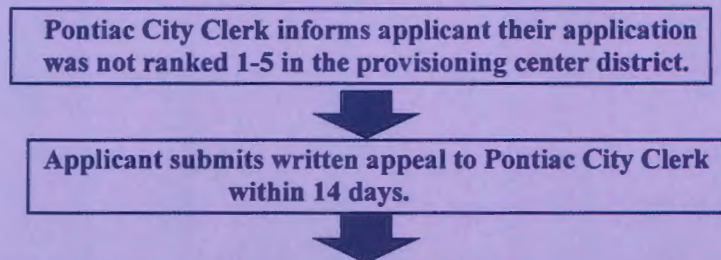 Pontiac City Clerk informs applicant their application
was not ranked 1-5 in the provisioning center district.
Applicant submits written appeal to Pontiac City Clerk
within 14 days.